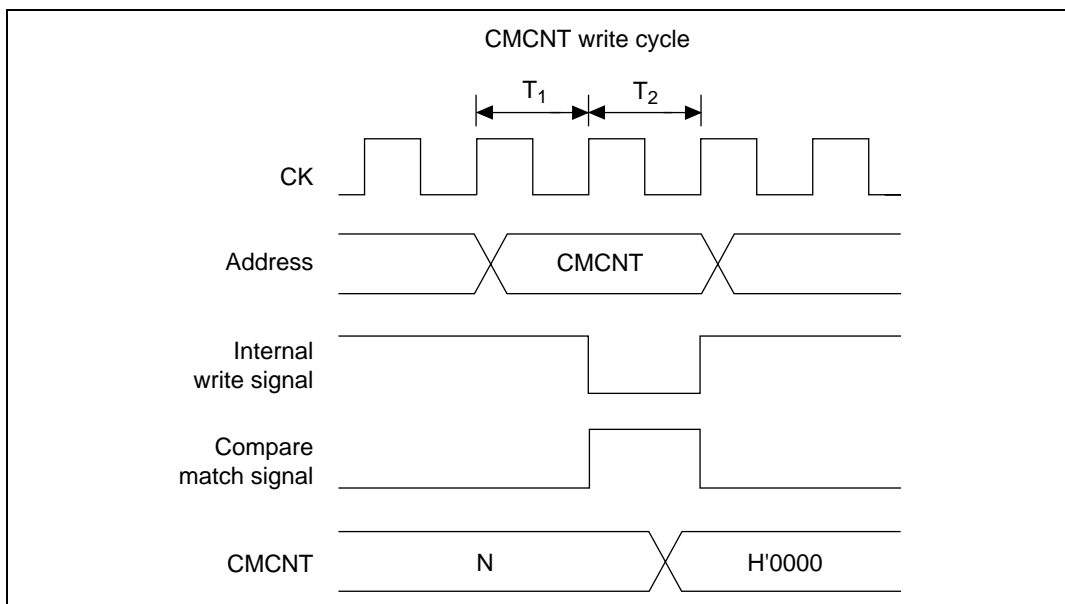 CMCNT write cycle
T1 T2
CK
Address CMCNT
Internal
write signal
Compare
match signal
CMCNT N H'0000